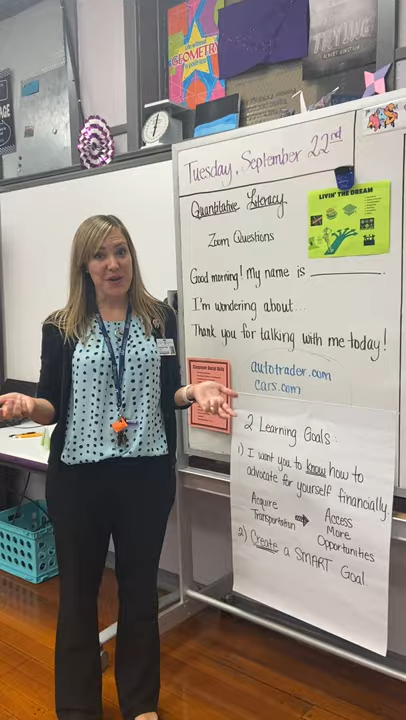 GEOMETRY
TRYING
Tuesday, September 22nd
LIVIN' THE DREAM
Quantitative Literacy
Zoom Questions
Good morning! My name is
I'm wondering about...
Thank you for talking with me today!
autotrader.com
cars.com
2 Learning Goals:
1) I want you to know how to
advocate for yourself financially.
Acquire
Transportation
Access
More
Opportunities
2) Create a SMART Goal.